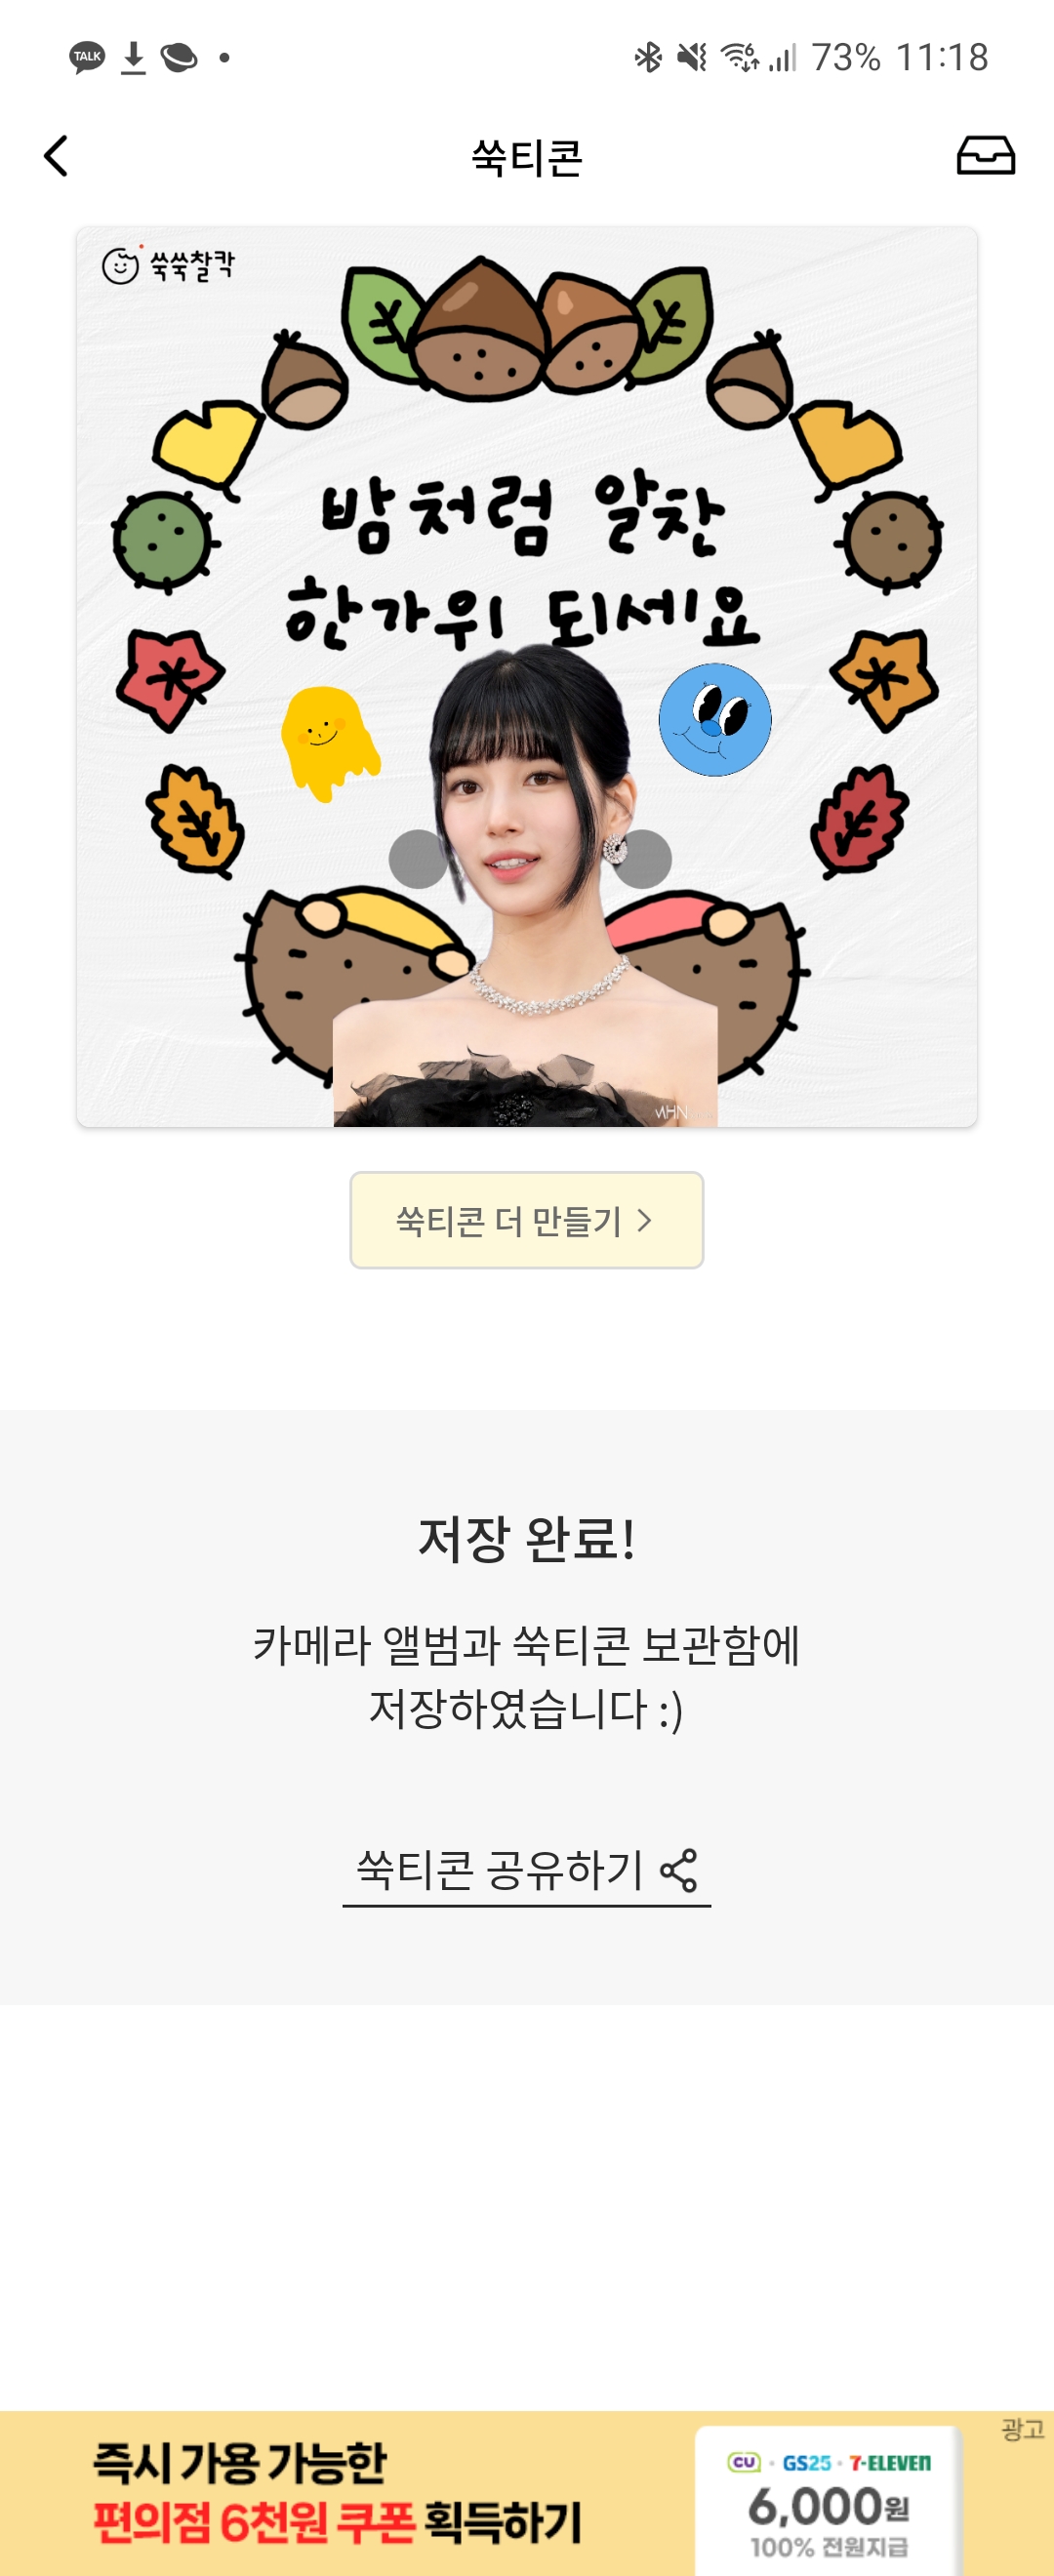 TALK
73% 11:18
쑥티콘
쑥쑥찰칵
밤처럼 알찬
한가위 되세요
MHN
쑥티콘 더 만들기
저장 완료!
카메라 앨범과 쑥티콘 보관함에
저장하였습니다 :)
쑥티콘 공유하기
광고
즉시 가용 가능한
편의점 6천원 쿠폰 획득하기
CU · GS25 · 7-ELEVEN
6,000원
100% 전원지급